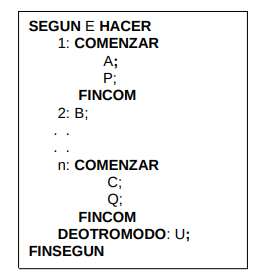 SEGUN E HACER
1: COMENZAR
A;
P;
FINCOM
2: B;
. .
. .
n: COMENZAR
C;
Q;
FINCOM
DEOTROMODO: U;
FINSEGUN